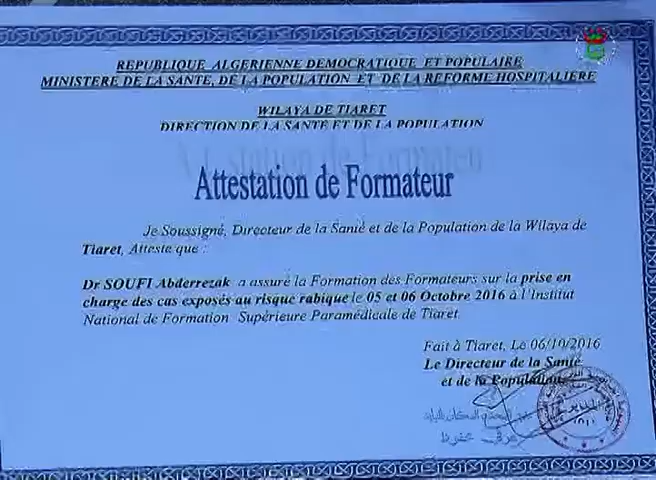 REPUBLIQUE ALGERIENNE DEMOCRATIQUE ET POPULAIRE
MINISTERE DE LA SANTE, DE LA POPULATION ET DE LA REFORME HOSPITALIERE
WILAYA DE TIARET
DIRECTION DE LA SANTE ET DE LA POPULATION
Attestation de Formateur
Je Soussigné, Directeur de la Santé et de la Population de la Wilaya de
Tiaret, Atteste que :
Dr SOUFI Abderrezak a assuré la Formation des Formateurs sur la prise en
charge des cas exposés au risque rabique le 05 et 06 Octobre 2016 à l'Institut
National de Formation Supérieure Paramédicale de Tiaret.
Fait à Tiaret, Le 06/10/2016
Le Directeur de la Santé
et de la Population